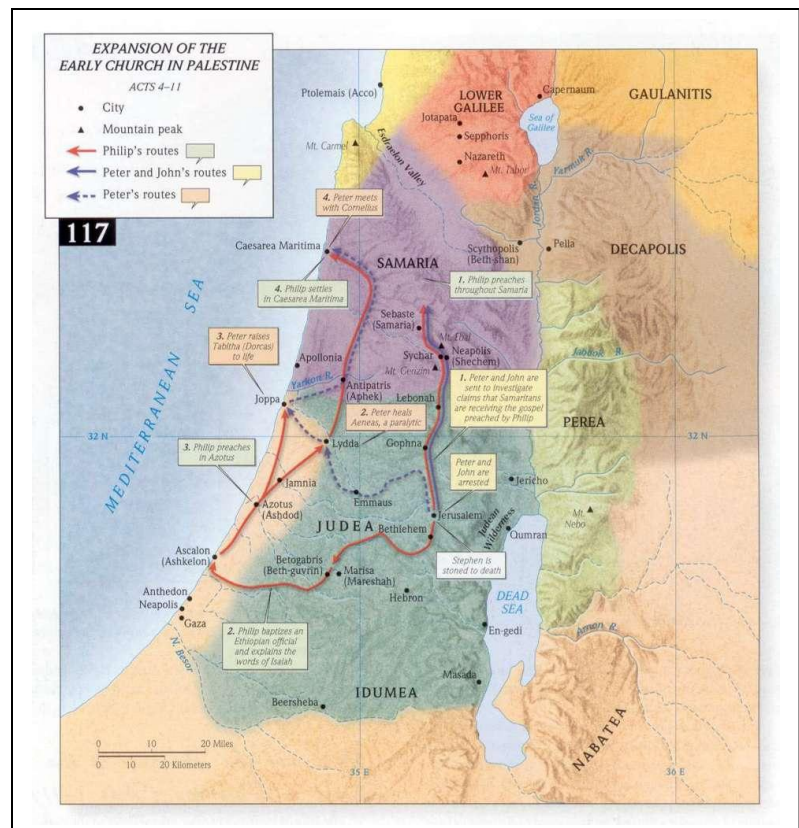 EXPANSION OF THE
EARLY CHURCH IN PALESTINE
ACTS 4–11
City
Mountain peak
Philip's routes
Peter and John's routes
Peter's routes
117
Ptolemais (Acco)
LOWER
GALILEE
Capernaum
GAULANITIS
Jotapata
Sea of
Galilee
Sepphoris
Mt. Carmel
Esdraelon Valley
Nazareth
Mt. Tabor
Yarmuk R.
Jordan R.
4. Peter meets
with Cornelius
Caesarea Maritima
SAMARIA
Scythopolis
(Beth-shan)
Pella
DECAPOLIS
4. Philip settles
in Caesarea Maritima
1. Philip preaches
throughout Samaria
MEDITERRANEAN SEA
Sebaste
(Samaria)
3. Peter raises
Tabitha (Dorcas)
to life
Mt. Ebal
Sychar
Neapolis
(Shechem)
Jabbok R.
Apollonia
Mt. Gerizim
Yarkon R.
Antipatris
(Aphek)
1. Peter and John are
sent to investigate
claims that Samaritans
are receiving the gospel
preached by Philip
Joppa
Lebonah
2. Peter heals
Aeneas, a paralytic
PEREA
32 N
32 N
Lydda
Gophna
3. Philip preaches
in Azotus
Peter and
John are
arrested
Jamnia
Jericho
Emmaus
Azotus
(Ashdod)
Jerusalem
Mt.
Nebo
JUDEA
Bethlehem
Judean
Wilderness
Qumran
Ascalon
(Ashkelon)
Betogabris
(Beth-guvrin)
Marisa
(Mareshah)
Stephen is
stoned to death
Anthedon
Neapolis
Hebron
DEAD
SEA
Gaza
2. Philip baptizes an
Ethiopian official
and explains the
words of Isaiah
En-gedi
Arnon R.
N. Besor
Masada
IDUMEA
Beersheba
NABATEA
0 10 20 Miles
0 10 20 Kilometers
35 E
36 E